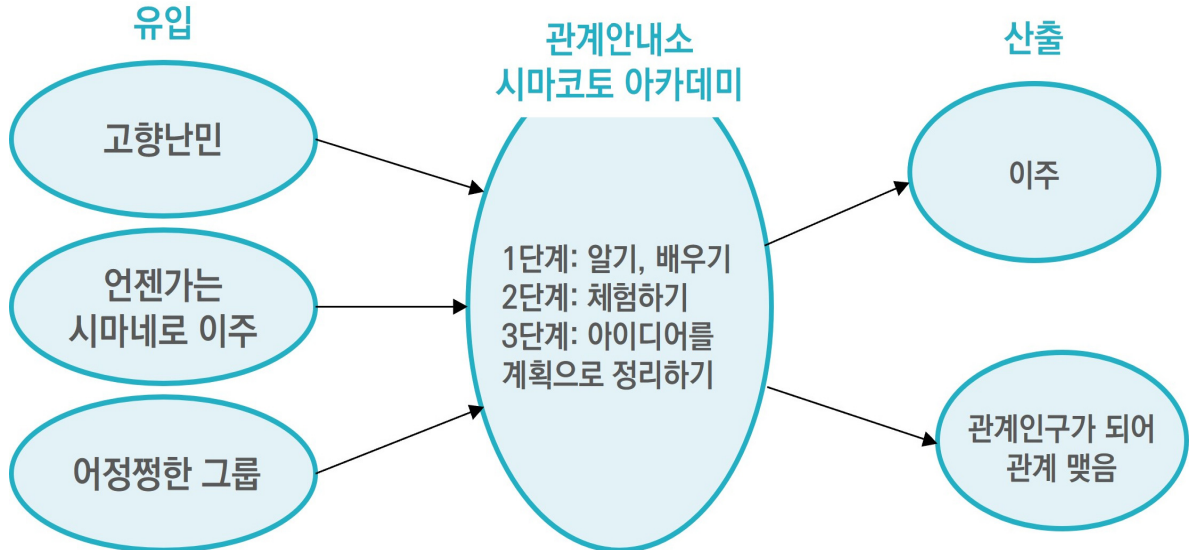 유입
고향난민
언젠가는
시마네로 이주
어정쩡한 그룹
관계안내소
시마코토 아카데미
1단계: 알기, 배우기
2단계: 체험하기
3단계: 아이디어를
계획으로 정리하기
산출
이주
관계인구가 되어
관계 맺음